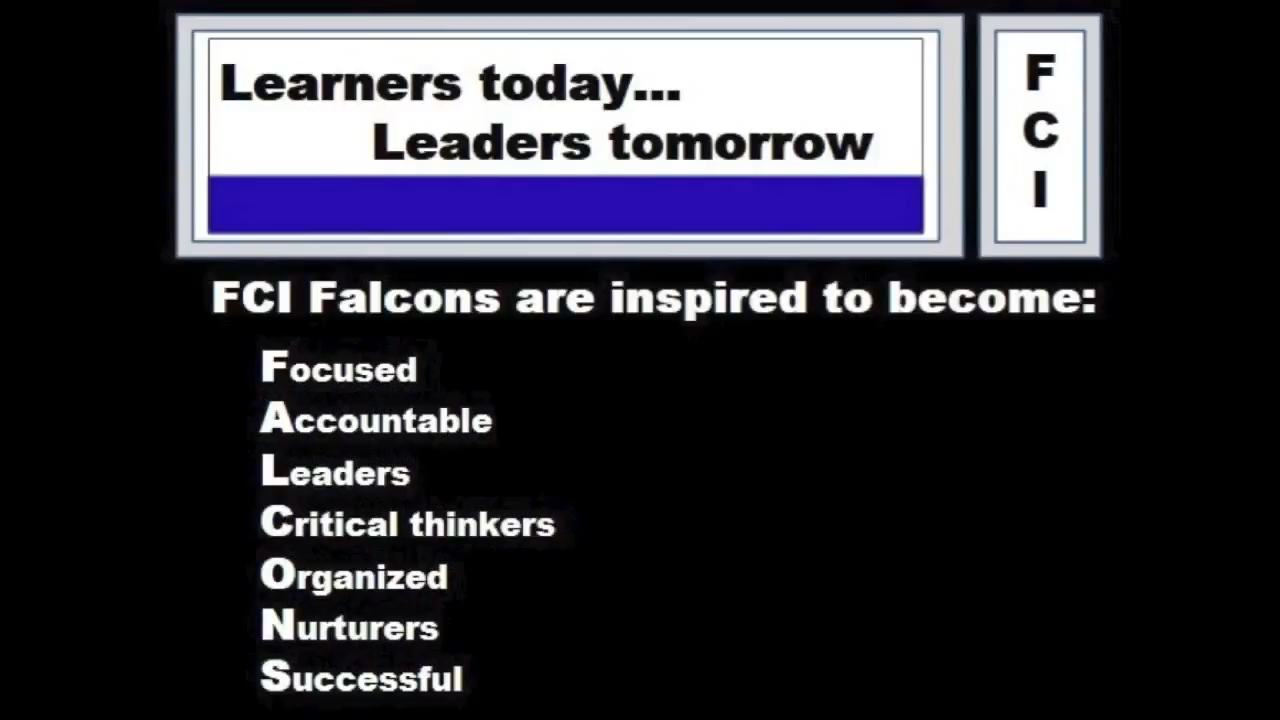 Learners today...
Leaders tomorrow
F
C
I
FCI Falcons are inspired to become:
Focused
Accountable
Leaders
Critical thinkers
Organized
Nurturers
Successful